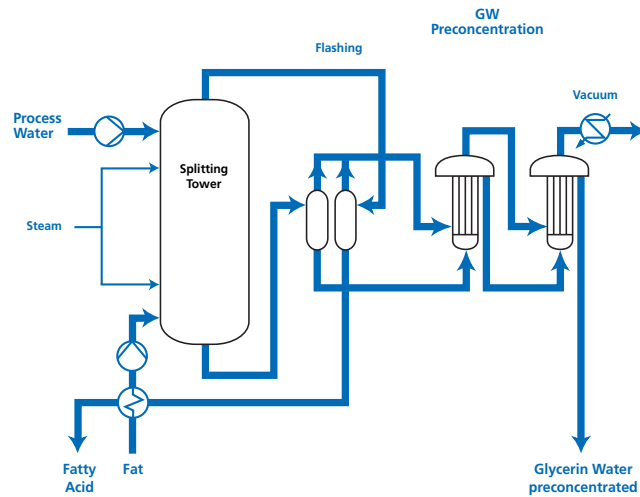 GW
Preconcentration
Flashing
Vacuum
Process
Water
Splitting
Tower
Steam
Fatty
Acid
Fat
Glycerin Water
preconcentrated